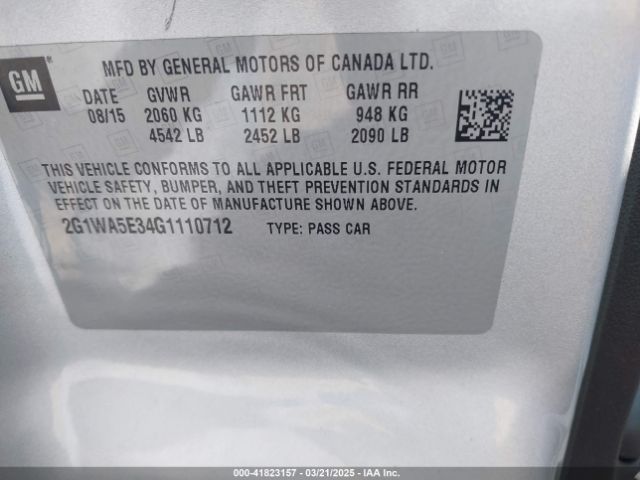 GM
MFD BY GENERAL MOTORS OF CANADA LTD.
DATE GVWR GAWR FRT GAWR RR
08/15 2060 KG 1112 KG 948 KG
4542 LB 2452 LB 2090 LB
THIS VEHICLE CONFORMS TO ALL APPLICABLE U.S. FEDERAL MOTOR
VEHICLE SAFETY, BUMPER, AND THEFT PREVENTION STANDARDS IN
EFFECT ON THE DATE OF MANUFACTURE SHOWN ABOVE.
2G1WA5E34G1110712 TYPE: PASS CAR
000-41823157 - 03/21/2025 - IAA Inc.